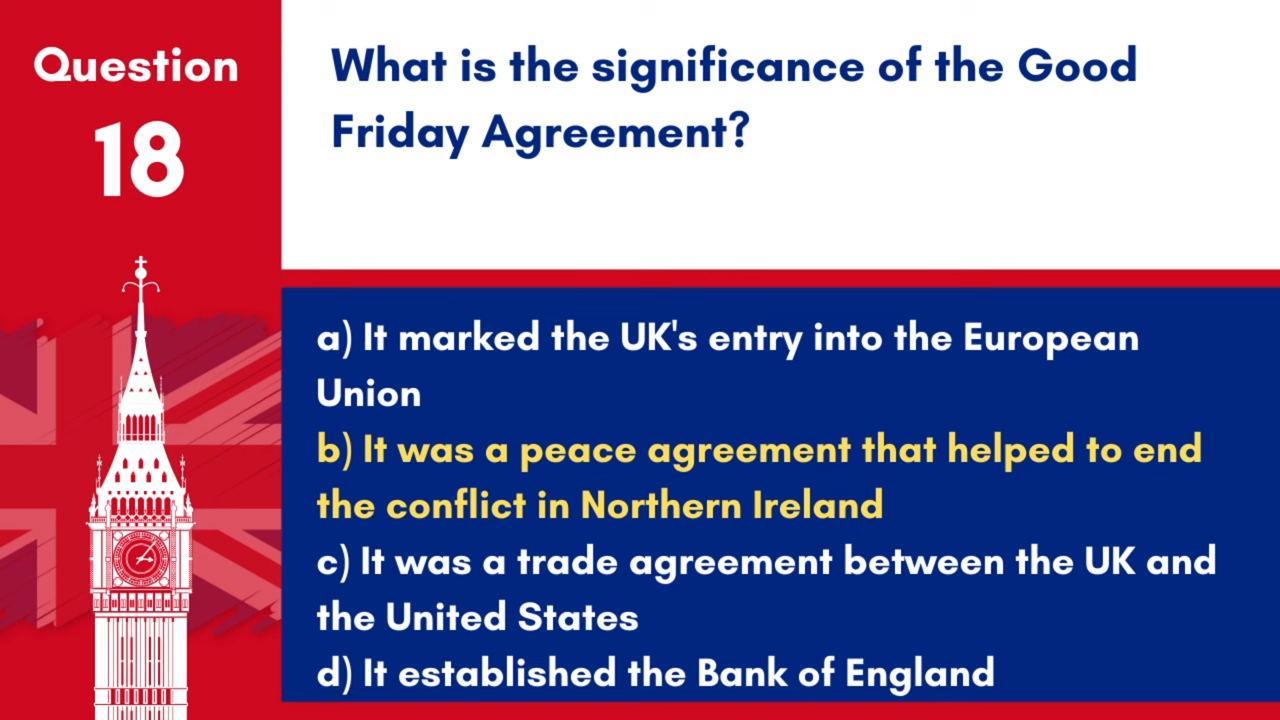 Question
18
What is the significance of the Good
Friday Agreement?
a) It marked the UK's entry into the European
Union
b) It was a peace agreement that helped to end
the conflict in Northern Ireland
c) It was a trade agreement between the UK and
the United States
d) It established the Bank of England